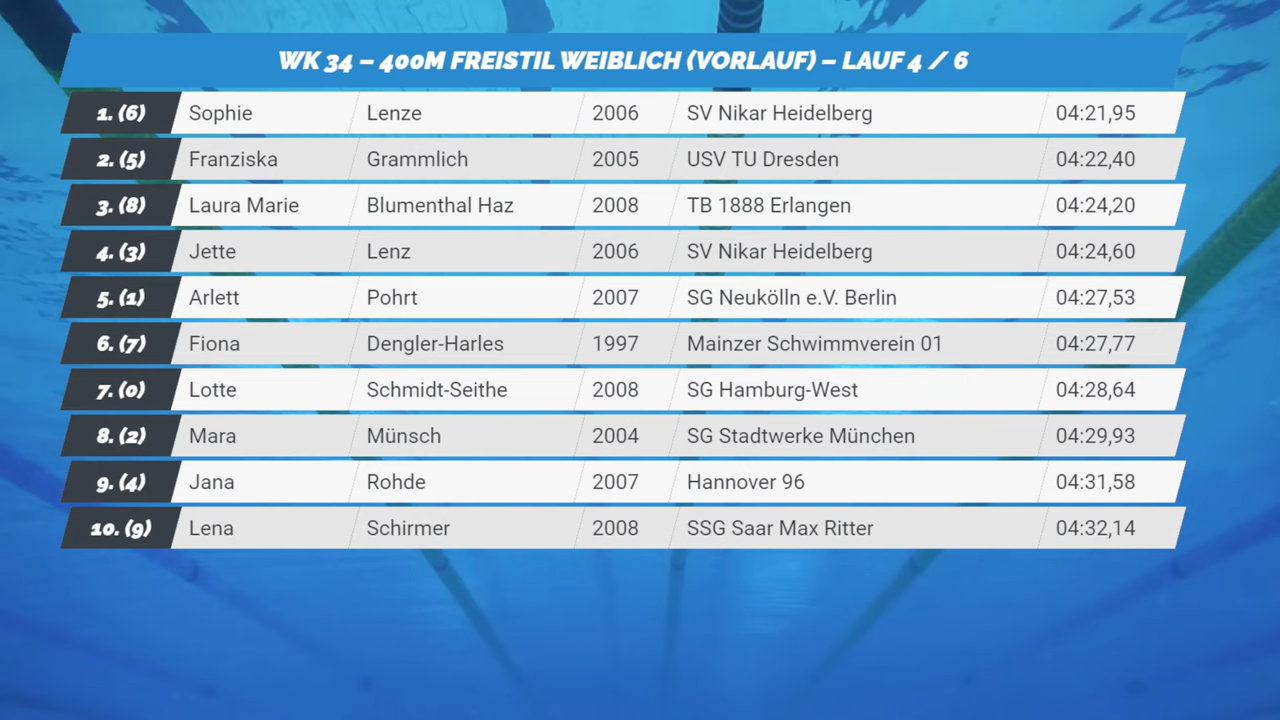 WK 34 – 400M FREISTIL WEIBLICH (VORLAUF) – LAUF 4 / 6
1. (6) Sophie Lenze 2006 SV Nikar Heidelberg 04:21,95
2. (5) Franziska Grammlich 2005 USV TU Dresden 04:22,40
3. (8) Laura Marie Blumenthal Haz 2008 TB 1888 Erlangen 04:24,20
4. (3) Jette Lenz 2006 SV Nikar Heidelberg 04:24,60
5. (1) Arlett Pohrt 2007 SG Neukölln e.V. Berlin 04:27,53
6. (7) Fiona Dengler-Harles 1997 Mainzer Schwimmverein 01 04:27,77
7. (0) Lotte Schmidt-Seithe 2008 SG Hamburg-West 04:28,64
8. (2) Mara Münsch 2004 SG Stadtwerke München 04:29,93
9. (4) Jana Rohde 2007 Hannover 96 04:31,58
10. (9) Lena Schirmer 2008 SSG Saar Max Ritter 04:32,14